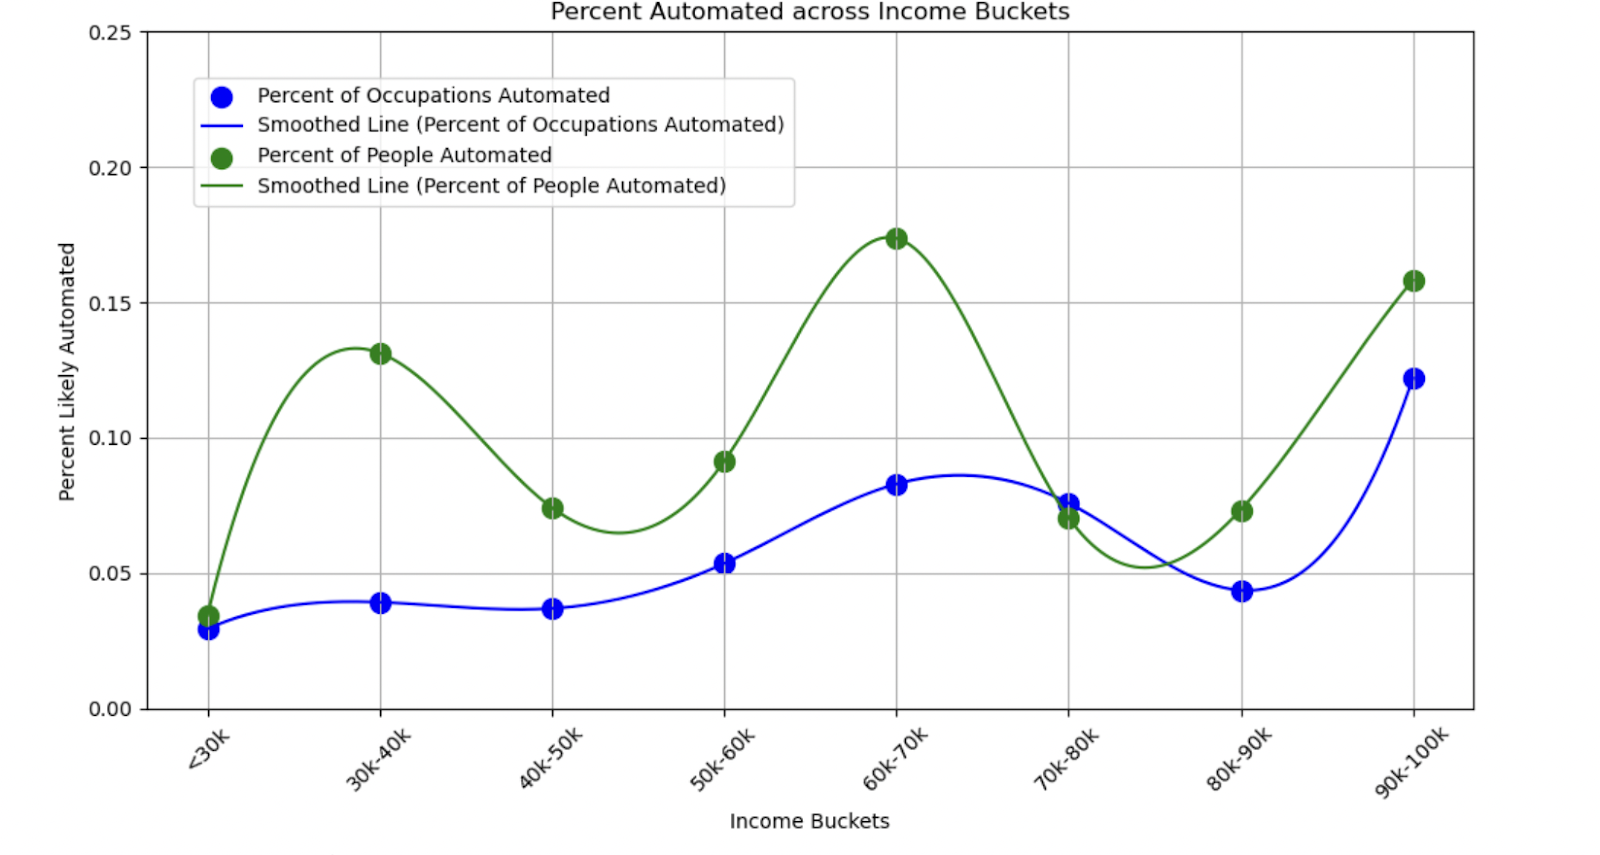 Percent Automated across Income Buckets
0.25
0.20
0.15
0.10
0.05
0.00
Percent Likely Automated
Percent of Occupations Automated
Smoothed Line (Percent of Occupations Automated)
Percent of People Automated
Smoothed Line (Percent of People Automated)
<30k
30k-40k
40k-50k
50k-60k
60k-70k
70k-80k
80k-90k
90k-100k
Income Buckets